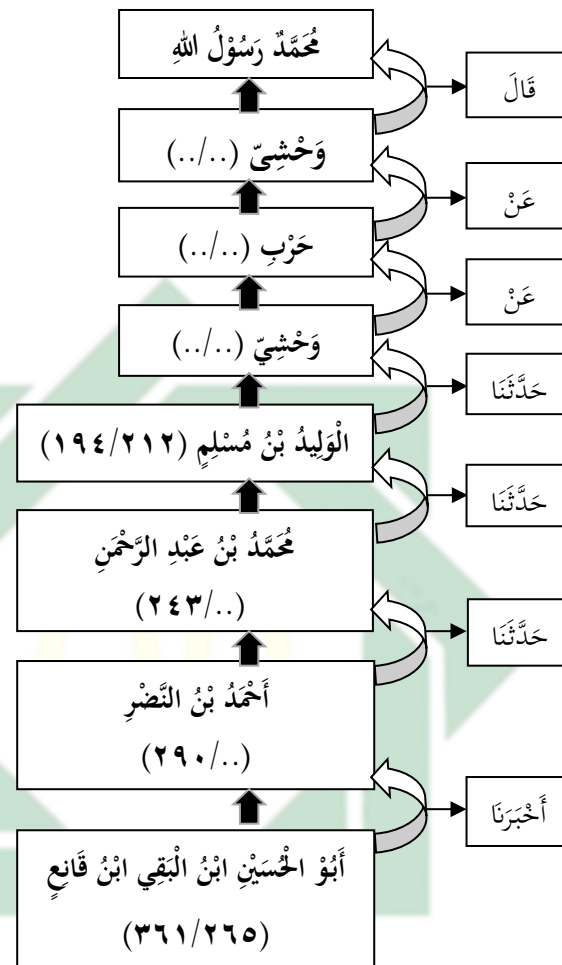 مُحَمَّدٌ رَسُوْلُ اللهِ
قَالَ
وَحْشِىّ (../..)
عَنْ
حَرْبِ (../..)
عَنْ
وَحْشِيّ (../..)
حَدَّثَنَا
الْوَلِيدُ بْنُ مُسْلِمٍ (١٩٤/٢١٢)
حَدَّثَنَا
مُحَمَّدُ بْنُ عَبْدِ الرَّحْمَنِ
(٢٤٣/..)
حَدَّثَنَا
أَحْمَدُ بْنُ النَّضْرِ
(٢٩٠/..)
أَخْبَرَنَا
أَبُوْ الْحُسَيْنِ ابْنُ الْبَقِي ابْنُ قَانِعٍ
(٣٦١/٢٦٥)